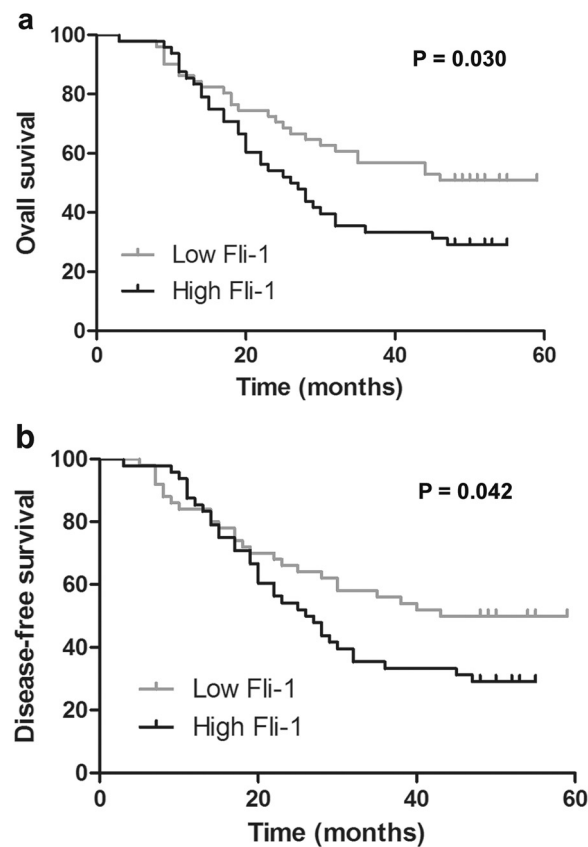 a
100
80
60
40
20
0
Ovall suvival
P = 0.030
Low Fli-1
High Fli-1
0 20 40 60
Time (months)
b
100
80
60
40
20
0
Disease-free survival
P = 0.042
Low Fli-1
High Fli-1
0 20 40 60
Time (months)